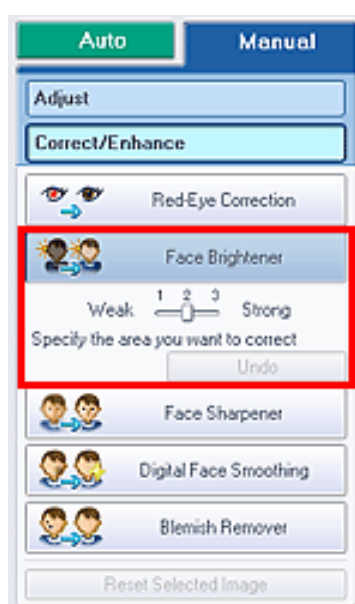 Auto Manual
Adjust
Correct/Enhance
Red-Eye Correction
Face Brightener
1 2 3
Weak Strong
Specify the area you want to correct
Undo
Face Sharpener
Digital Face Smoothing
Blemish Remover
Reset Selected Image